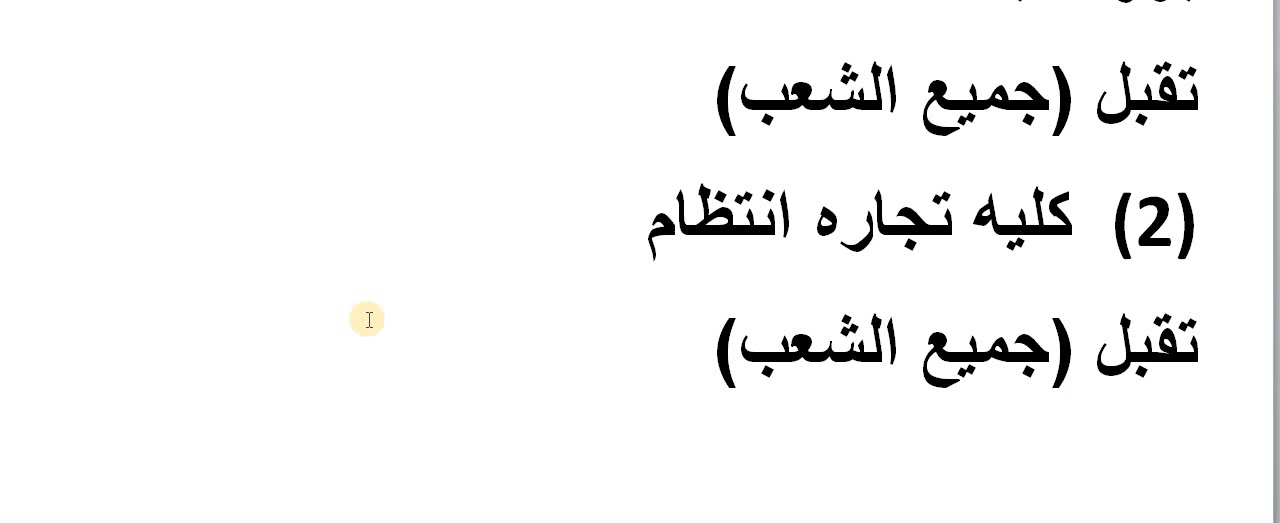 تقبل (جميع الشعب)
(2) كليه تجاره انتظام
تقبل (جميع الشعب)